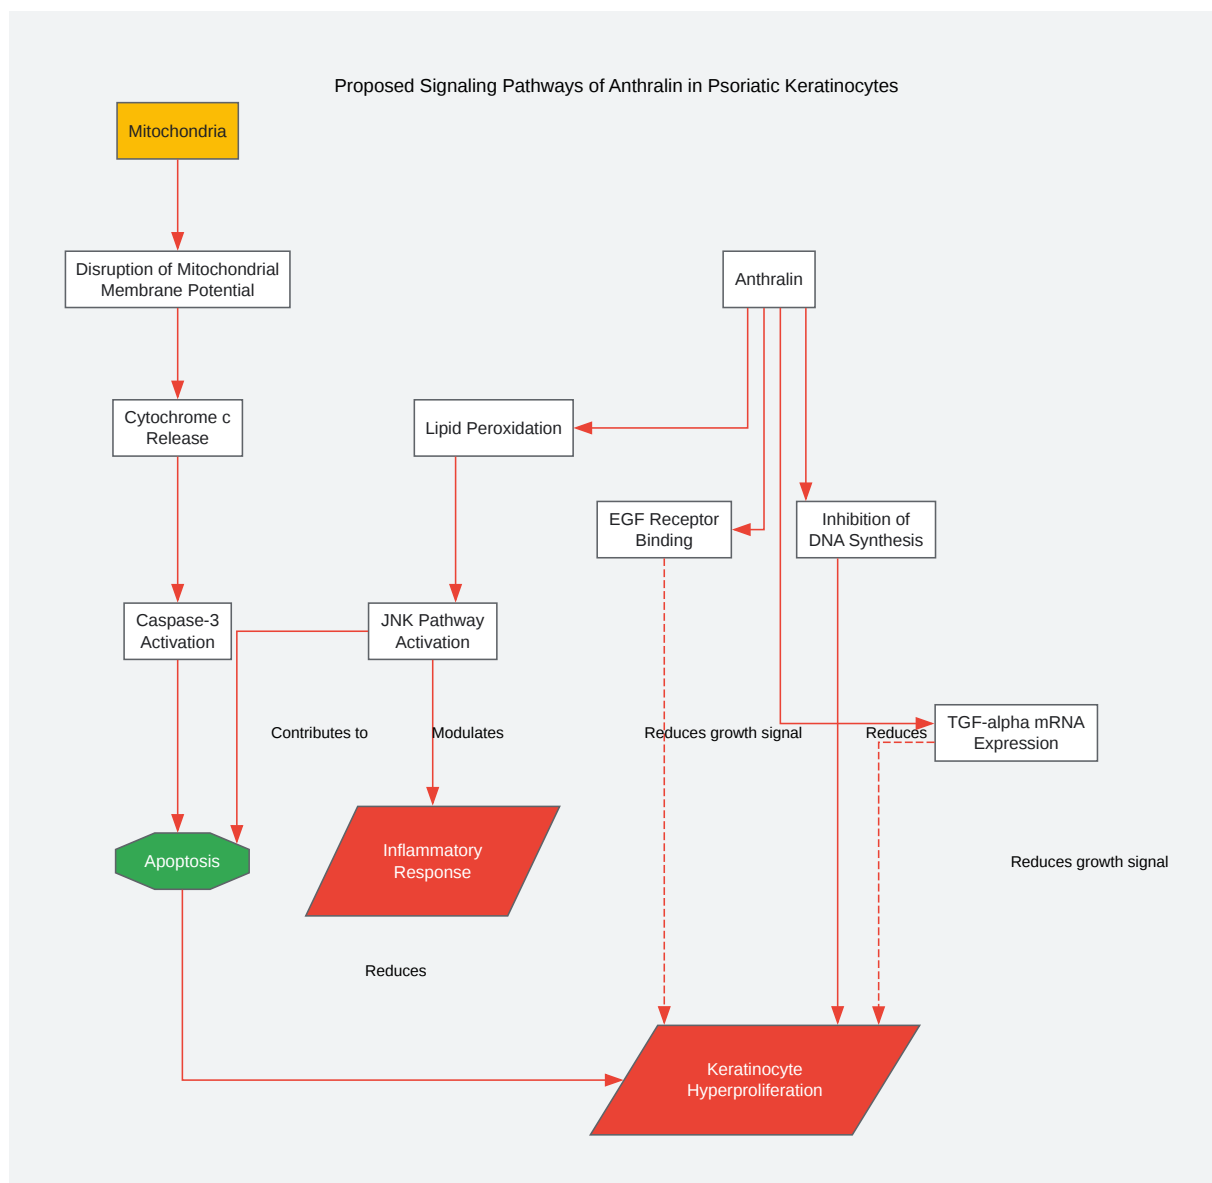 Proposed Signaling Pathways of Anthralin in Psoriatic Keratinocytes
Mitochondria
Disruption of Mitochondrial
Membrane Potential
Anthralin
Cytochrome c
Release
Lipid Peroxidation
EGF Receptor
Binding
Inhibition of
DNA Synthesis
Caspase-3
Activation
JNK Pathway
Activation
TGF-alpha mRNA
Expression
Contributes to
Modulates
Reduces growth signal
Reduces
Apoptosis
Inflammatory
Response
Reduces growth signal
Reduces
Keratinocyte
Hyperproliferation